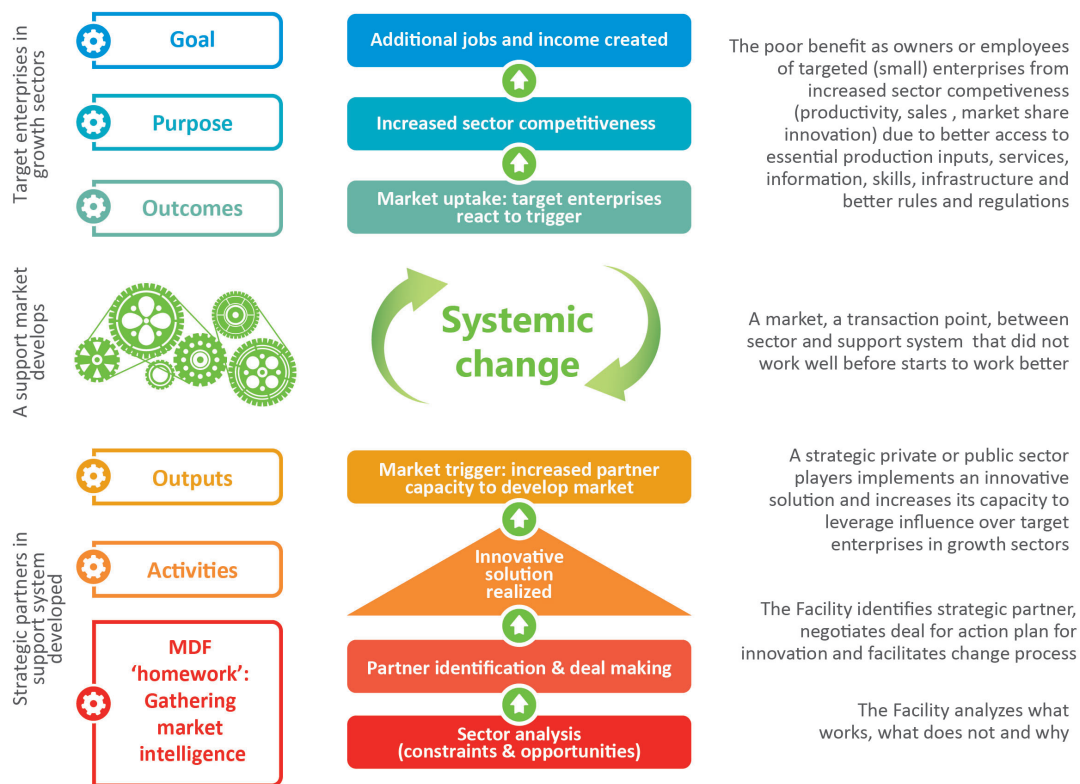 Target enterprises in
growth sectors
Goal
Additional jobs and income created
Purpose
Increased sector competitiveness
Outcomes
Market uptake: target enterprises
react to trigger
The poor benefit as owners or employees
of targeted (small) enterprises from
increased sector competiveness
(productivity, sales , market share
innovation) due to better access to
essential production inputs, services,
information, skills, infrastructure and
better rules and regulations
A support market
develops
Systemic
change
A market, a transaction point, between
sector and support system that did not
work well before starts to work better
Strategic partners in
support system
developed
Outputs
Market trigger: increased partner
capacity to develop market
A strategic private or public sector
players implements an innovative
solution and increases its capacity to
leverage influence over target
enterprises in growth sectors
Activities
Innovative
solution
realized
MDF
‘homework’:
Gathering
market
intelligence
Partner identification & deal making
The Facility identifies strategic partner,
negotiates deal for action plan for
innovation and facilitates change process
Sector analysis
(constraints & opportunities)
The Facility analyzes what
works, what does not and why